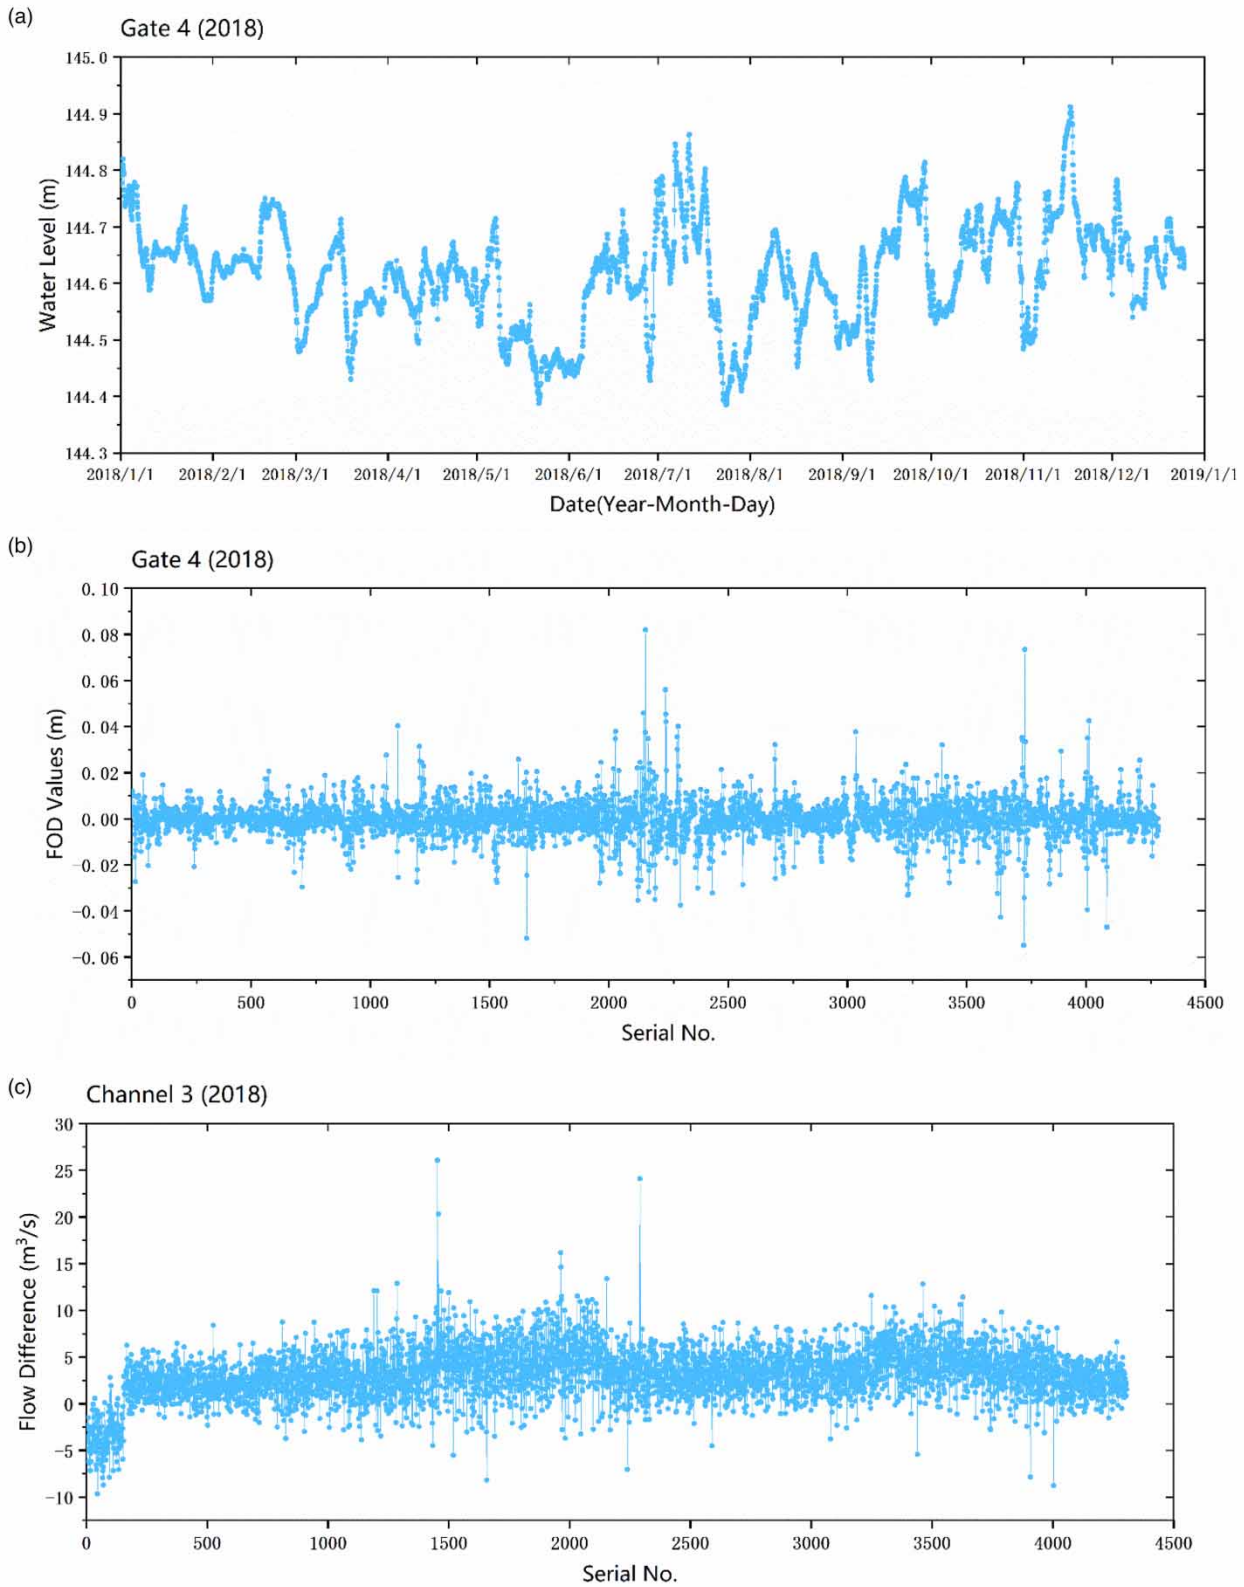 (a)
Gate 4 (2018)
145.0
144.9
144.8
144.7
144.6
144.5
144.4
144.3
Water Level (m)
2018/1/1 2018/2/1 2018/3/1 2018/4/1 2018/5/1 2018/6/1 2018/7/1 2018/8/1 2018/9/1 2018/10/1 2018/11/1 2018/12/1 2019/1/1
Date(Year-Month-Day)
(b)
Gate 4 (2018)
0.10
0.08
0.06
0.04
0.02
0.00
-0.02
-0.04
-0.06
FOD Values (m)
0 500 1000 1500 2000 2500 3000 3500 4000 4500
Serial No.
(c)
Channel 3 (2018)
30
25
20
15
10
5
0
-5
-10
Flow Difference (m³/s)
0 500 1000 1500 2000 2500 3000 3500 4000 4500
Serial No.